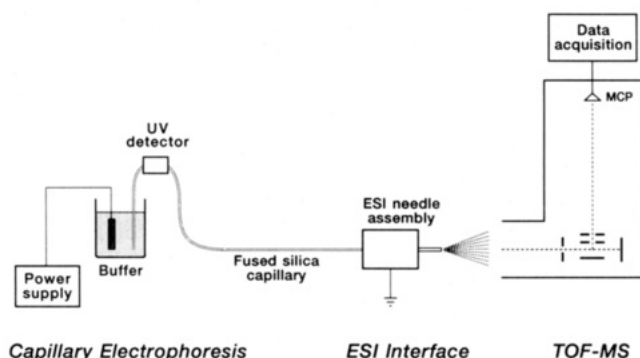 Data
acquisition
MCP
UV
detector
ESI needle
assembly
Buffer
Fused silica
capillary
Power
supply
Capillary Electrophoresis
ESI Interface
TOF-MS